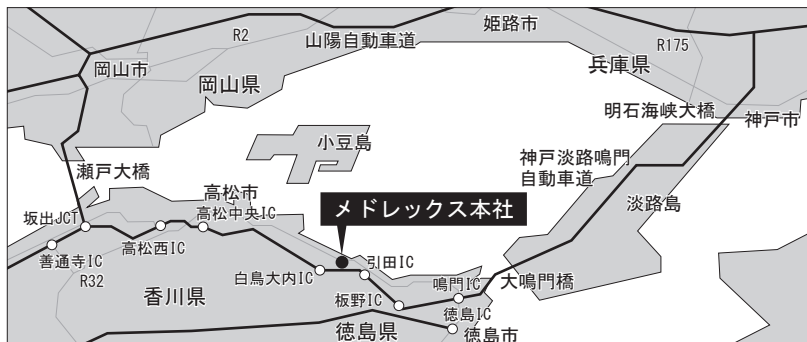 姫路市
R2
山陽自動車道
R175
岡山市
兵庫県
岡山県
明石海峡大橋
神戸市
小豆島
神戸淡路鳴門
自動車道
瀬戸大橋
淡路島
高松市
坂出JCT
高松中央IC
メドレックス本社
高松西IC
善通寺IC
引田IC
白鳥大内IC
R32
鳴門IC
大鳴門橋
香川県
板野IC
徳島IC
徳島県
徳島市